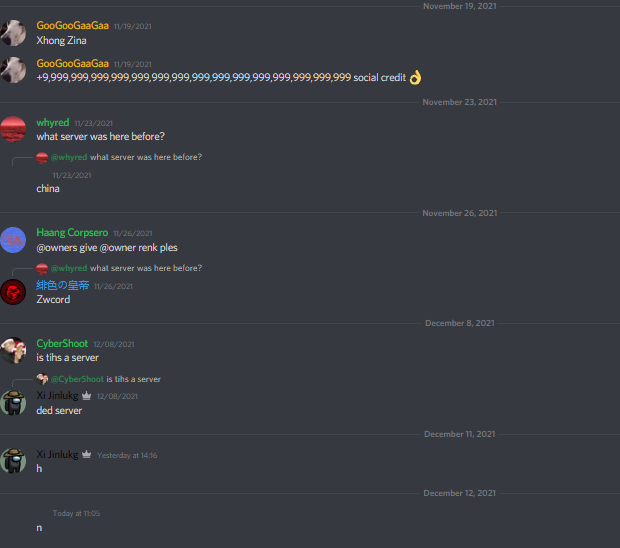 November 19, 2021
GooGooGaaGaa 11/19/2021
Xhong Zina
GooGooGaaGaa 11/19/2021
+9,999,999,999,999,999,999,999,999,999,999,999,999,999,999,999,999 social credit 👌
November 23, 2021
whyred 11/23/2021
what server was here before?
@whyred what server was here before?
11/23/2021
china
November 26, 2021
Haang Corpsero 11/26/2021
@owners give @owner renk ples
@whyred what server was here before?
緋色の皇帝 11/26/2021
Zwcord
December 8, 2021
CyberShoot 12/08/2021
is tihs a server
@CyberShoot is tihs a server
Xi Jinlukg 12/08/2021
ded server
December 11, 2021
Xi Jinlukg Yesterday at 14:16
h
December 12, 2021
Today at 11:05
n